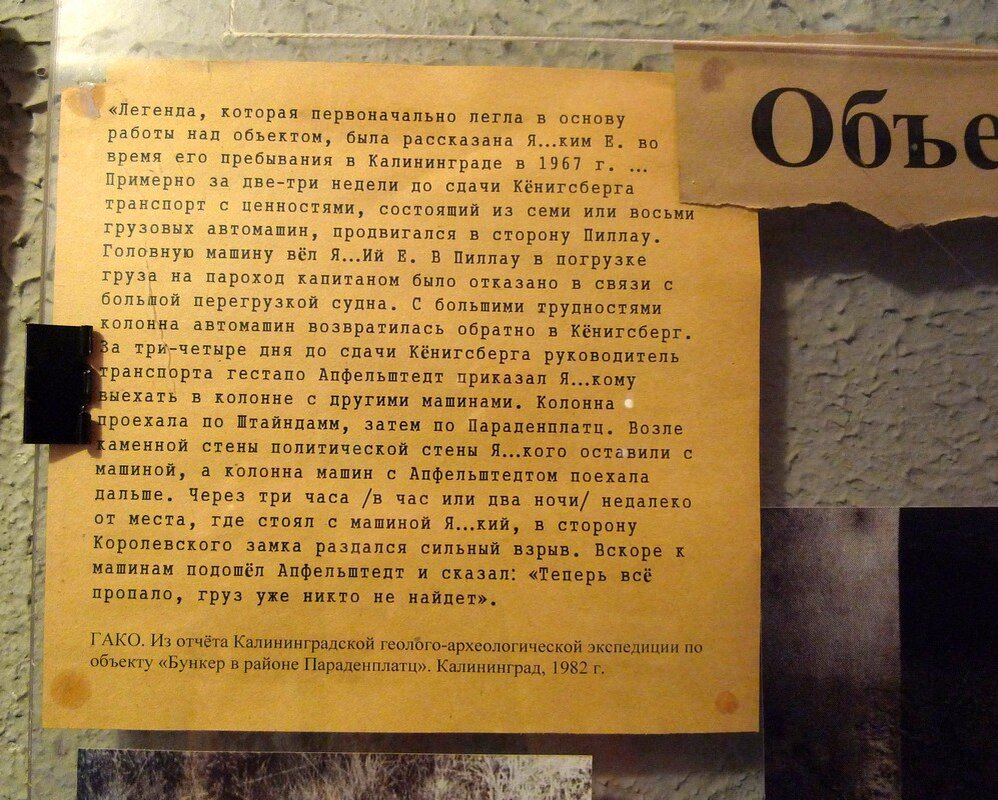 «Легенда, которая первоначально легла в основу
работы над объектом, была рассказана Я...ким Е. во
время его пребывания в Калининграде в 1967 г. ...
Примерно за две-три недели до сдачи Кёнигсберга
транспорт с ценностями, состоящий из семи или восьми
грузовых автомашин, продвигался в сторону Пиллау.
Головную машину вёл Я...Ий Е. В Пиллау в погрузке
груза на пароход капитаном было отказано в связи с
большой перегрузкой судна. С большими трудностями
колонна автомашин возвратилась обратно в Кёнигсберг.
За три-четыре дня до сдачи Кёнигсберга руководитель
транспорта гестапо Апфельштедт приказал Я...кому
выехать в колонне с другими машинами. Колонна
проехала по Штайндамм, затем по Параденплатц. Возле
каменной стены политической стены Я...кого оставили с
машиной, а колонна машин с Апфельштедтом поехала
дальше. Через три часа /в час или два ночи/ недалеко
от места, где стоял с машиной Я...кий, в сторону
Королевского замка раздался сильный взрыв. Вскоре к
машинам подошёл Апфельштедт и сказал: «Теперь всё
пропало, груз уже никто не найдет».
ГАКО. Из отчёта Калининградской геолого-археологической экспедиции по
объекту «Бункер в районе Параденплатц». Калининград, 1982 г.
Объе